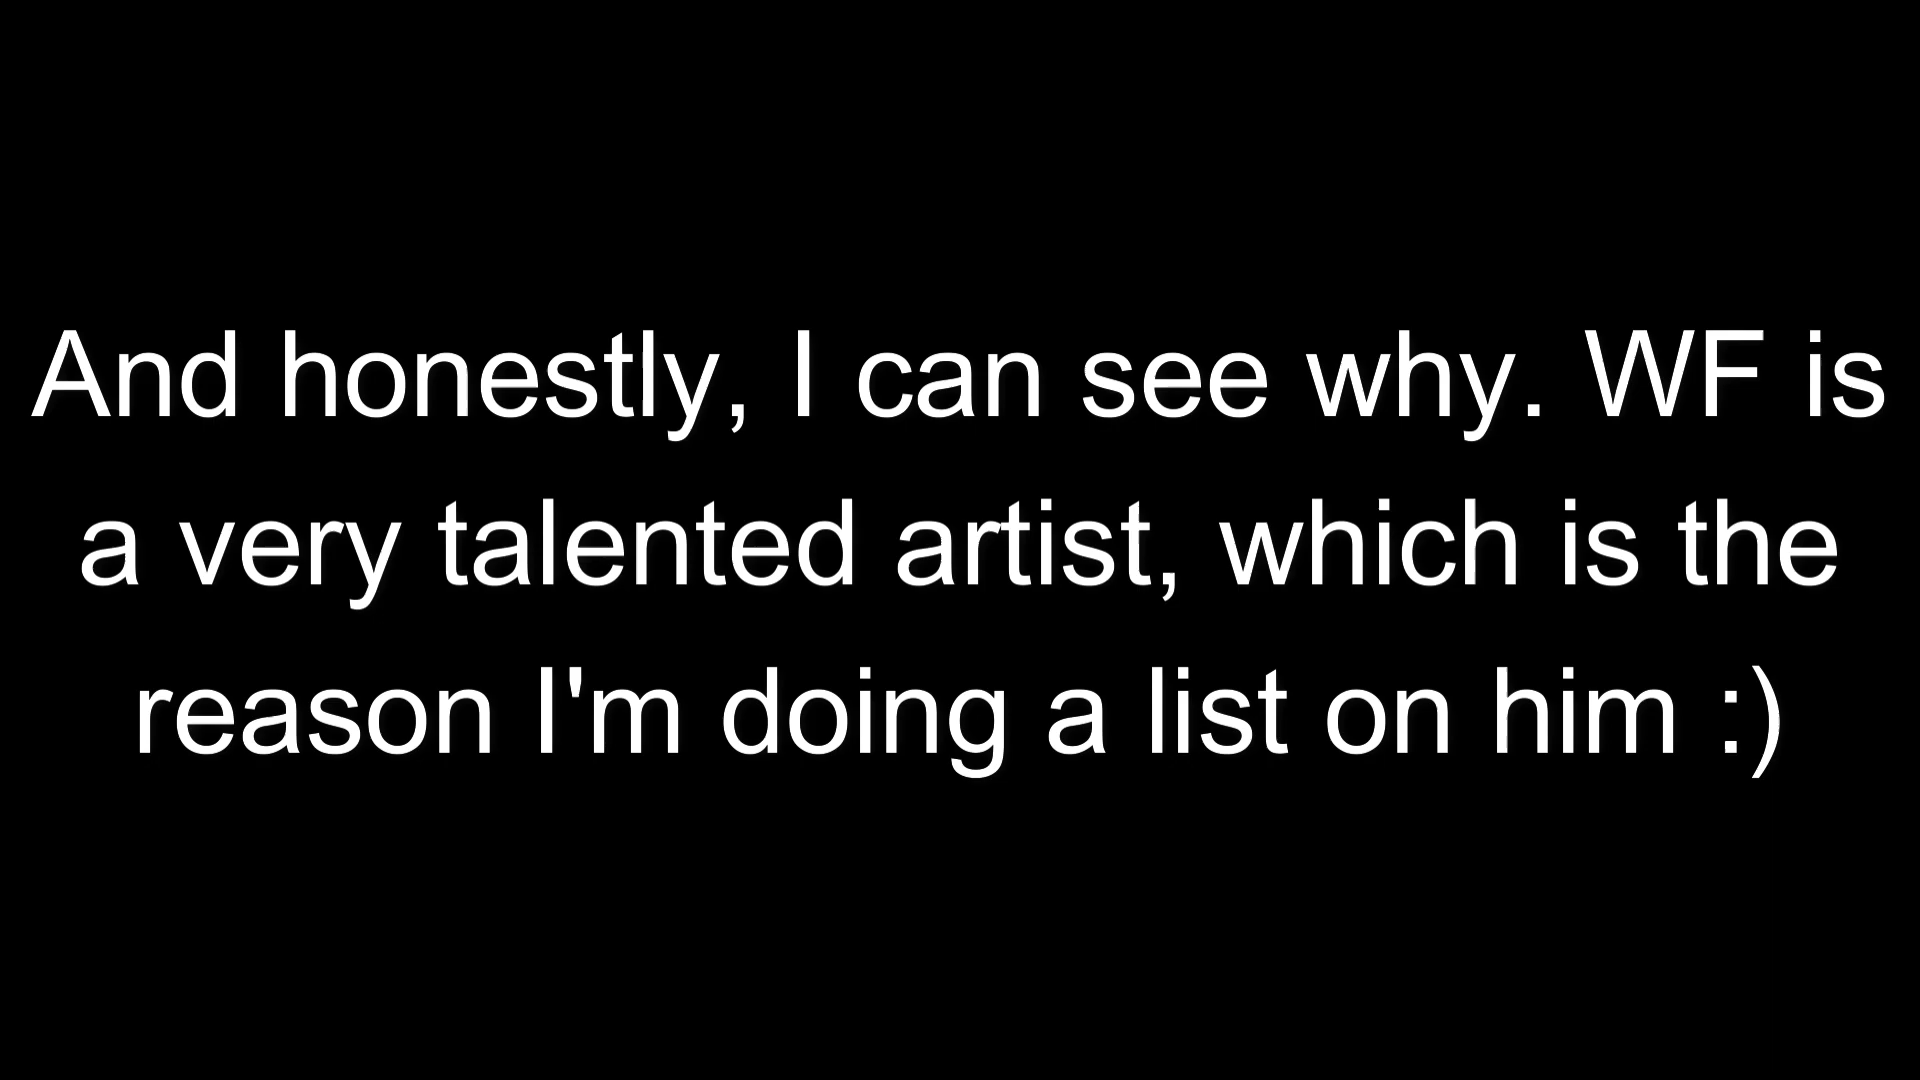 And honestly, I can see why. WF is
a very talented artist, which is the
reason I'm doing a list on him :)